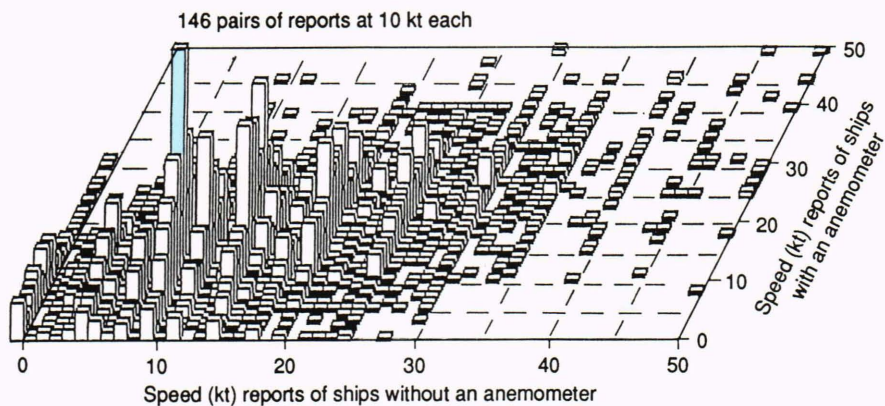 146 pairs of reports at 10 kt each
50
40
30
20
10
0
Speed (kt) reports of ships
with an anemometer
0 10 20 30 40 50
Speed (kt) reports of ships without an anemometer